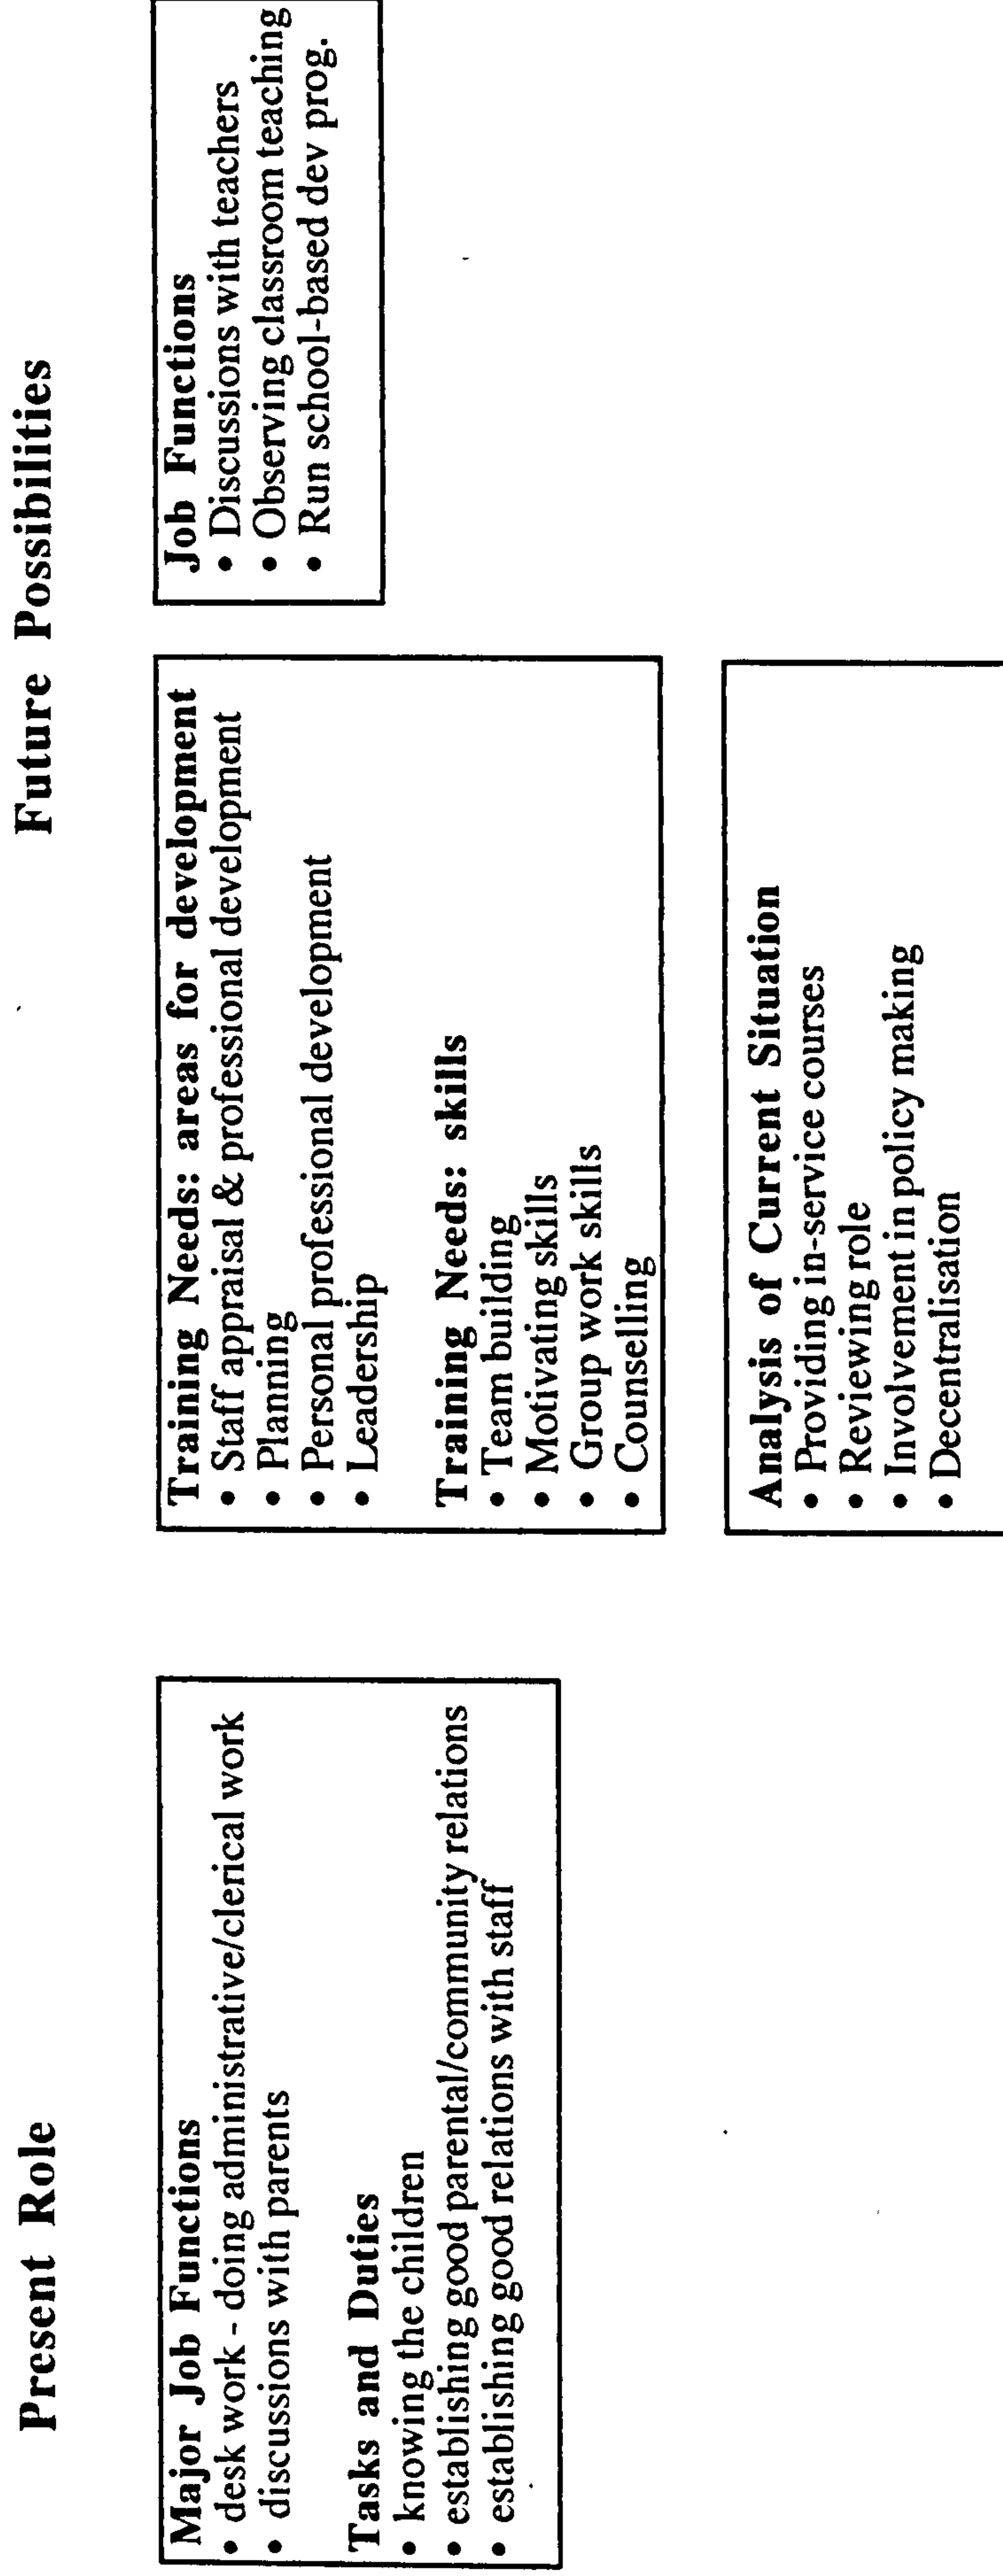 Present Role
Major Job Functions
• desk work - doing administrative/clerical work
• discussions with parents
Tasks and Duties
• knowing the children
• establishing good parental/community relations
• establishing good relations with staff
Future Possibilities
Training Needs: areas for development
• Staff appraisal & professional development
• Planning
• Personal professional development
• Leadership
Training Needs: skills
• Team building
• Motivating skills
• Group work skills
• Counselling
Analysis of Current Situation
• Providing in-service courses
• Reviewing role
• Involvement in policy making
• Decentralisation
Job Functions
• Discussions with teachers
• Observing classroom teaching
• Run school-based dev prog.